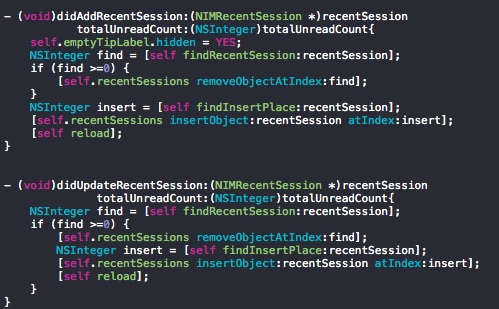 - (void)didAddRecentSession:(NIMRecentSession *)recentSession
totalUnreadCount:(NSInteger)totalUnreadCount{
self.emptyTipLabel.hidden = YES;
NSInteger find = [self findRecentSession:recentSession];
if (find >=0) {
[self.recentSessions removeObjectAtIndex:find];
}
NSInteger insert = [self findInsertPlace:recentSession];
[self.recentSessions insertObject:recentSession atIndex:insert];
[self reload];
}
- (void)didUpdateRecentSession:(NIMRecentSession *)recentSession
totalUnreadCount:(NSInteger)totalUnreadCount{
NSInteger find = [self findRecentSession:recentSession];
if (find >=0) {
[self.recentSessions removeObjectAtIndex:find];
NSInteger insert = [self findInsertPlace:recentSession];
[self.recentSessions insertObject:recentSession atIndex:insert];
[self reload];
}
}